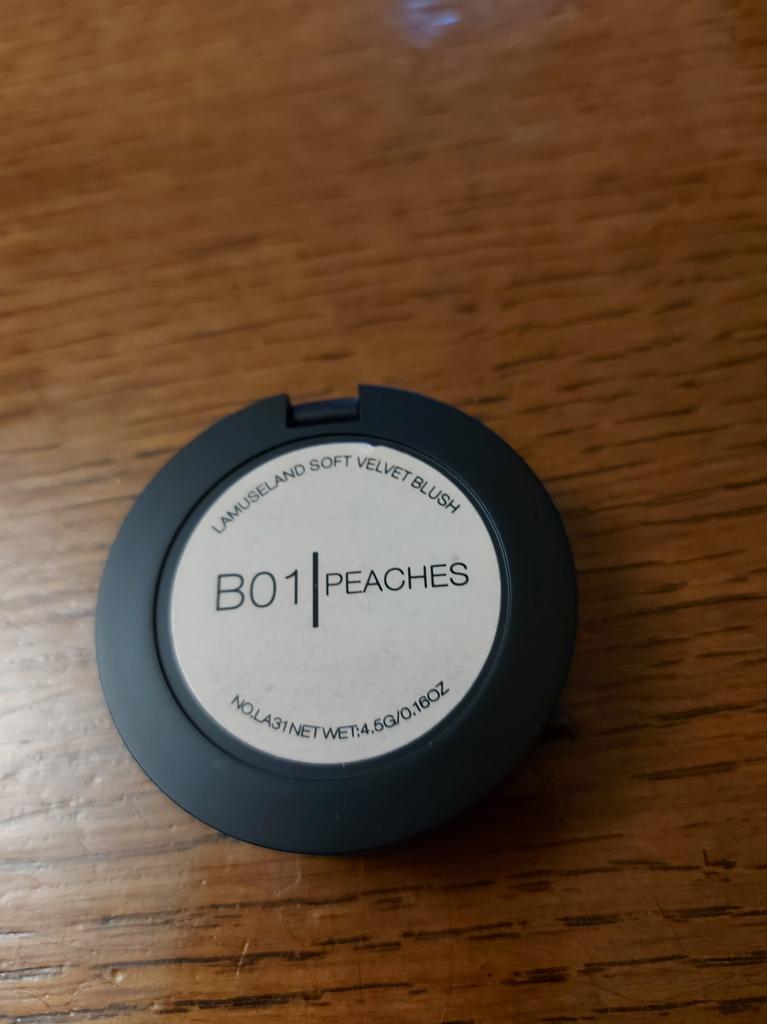 LAMUSELAND SOFT VELVET BLUSH
B01|PEACHES
NO.LA31 NET WET:4.5G/0.16OZ